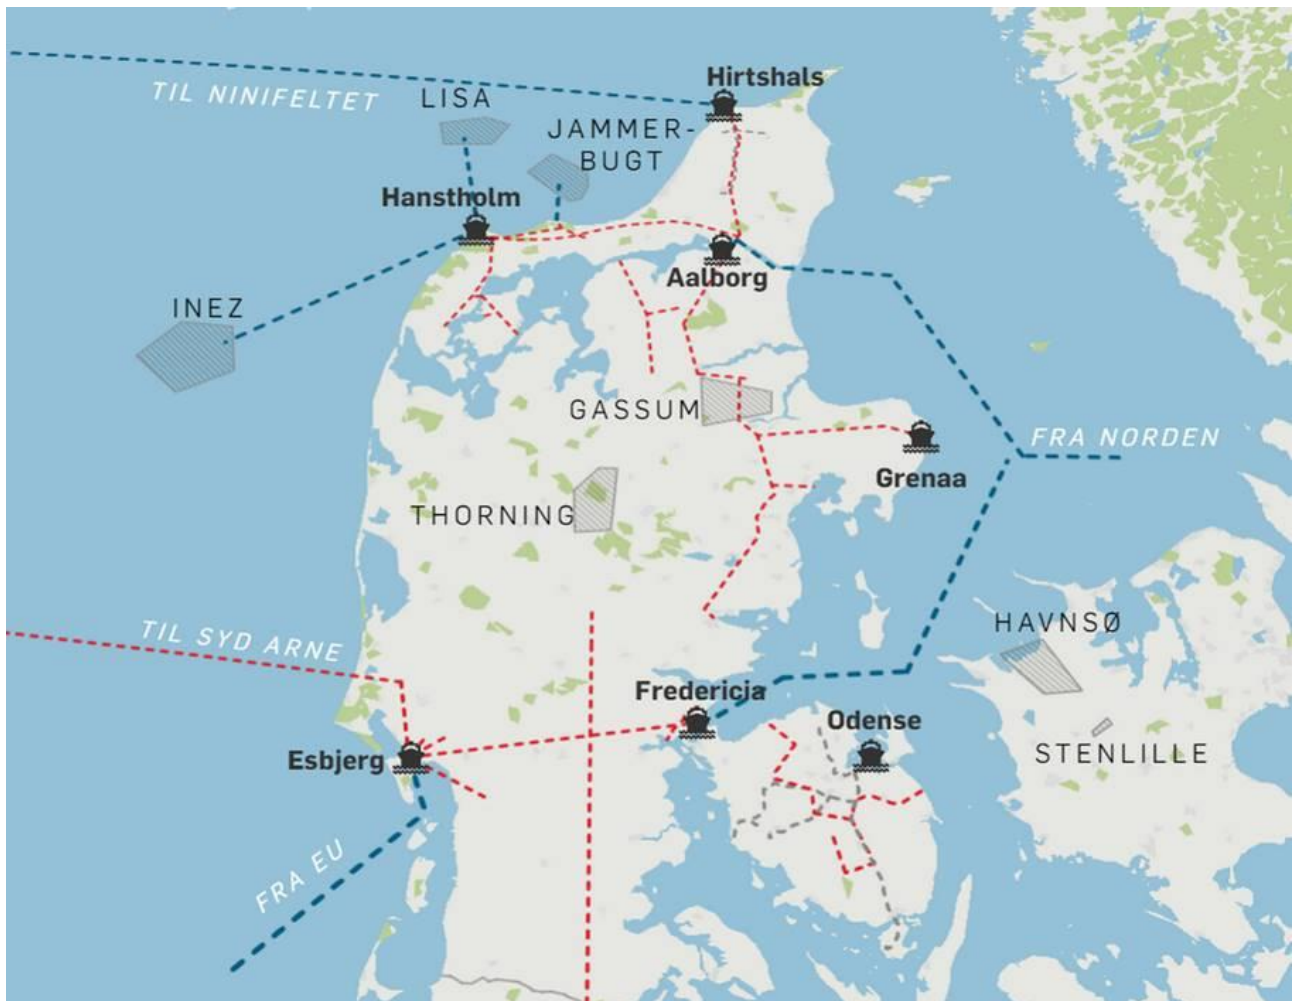 Hirtshals
TIL NINIFELTET
LISA
JAMMER-
BUGT
Hanstholm
Aalborg
INEZ
GASSUM
FRA NORDEN
Grenaa
THORNING
HAVNSØ
TIL SYD ARNE
Fredericia
Odense
STENLILLE
Esbjerg
FRA EU